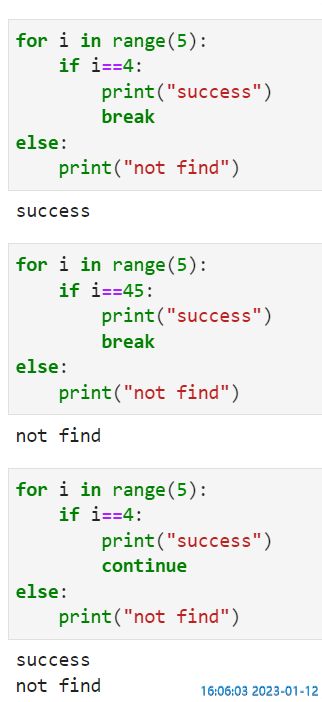 for i in range(5):
    if i==4:
        print("success")
        break
else:
    print("not find")
success
for i in range(5):
    if i==45:
        print("success")
        break
else:
    print("not find")
not find
for i in range(5):
    if i==4:
        print("success")
        continue
else:
    print("not find")
success
not find
16:06:03 2023-01-12